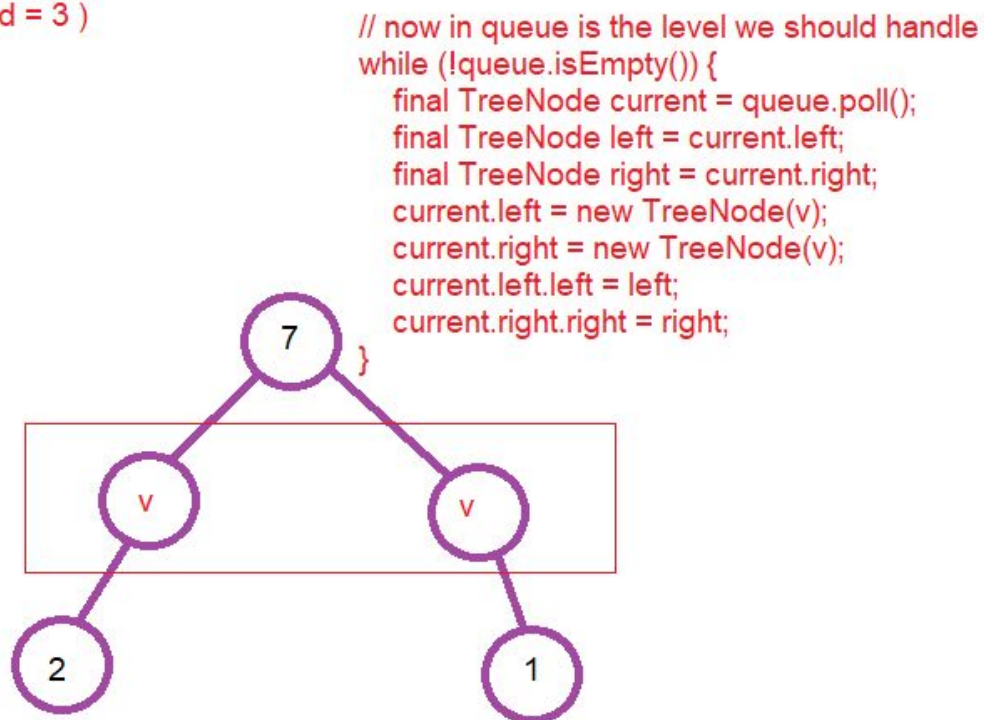 d = 3 )
// now in queue is the level we should handle
while (!queue.isEmpty()) {
final TreeNode current = queue.poll();
final TreeNode left = current.left;
final TreeNode right = current.right;
current.left = new TreeNode(v);
current.right = new TreeNode(v);
current.left.left = left;
current.right.right = right;
}
7
v
v
2
1